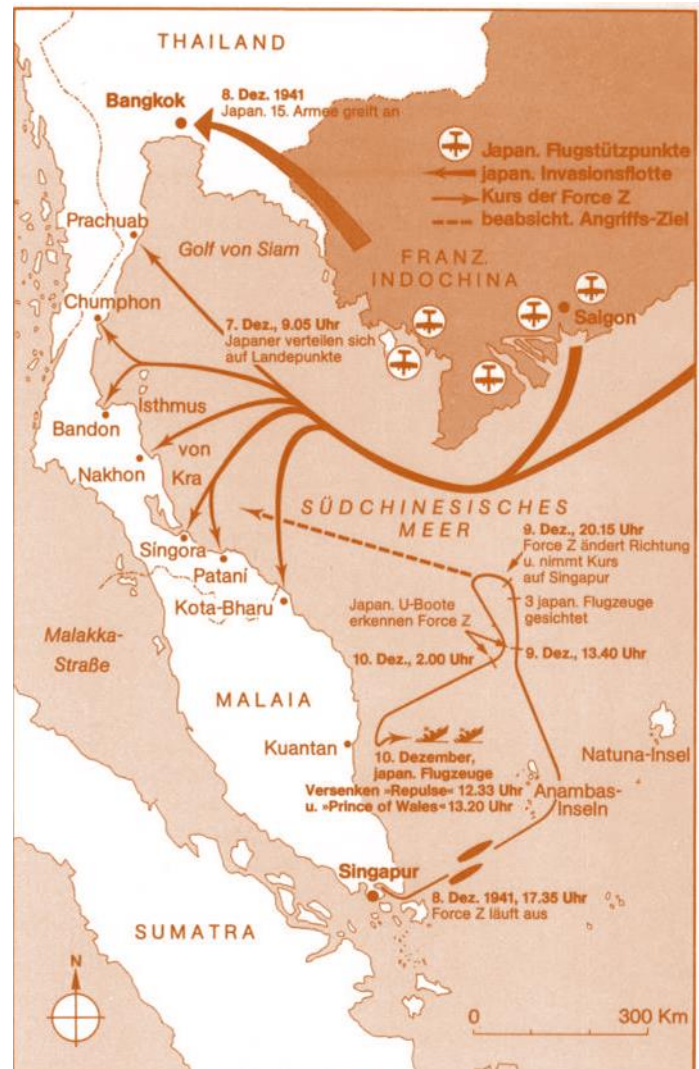 THAILAND
8. Dez. 1941
Japan. 15. Armee greift an
Bangkok
Japan. Flugstützpunkte
japan. Invasionsflotte
Kurs der Force Z
beabsicht. Angriffs-Ziel
Prachuab
Golf von Siam
FRANZ.
INDOCHINA
Chumphon
7. Dez., 9.05 Uhr
Japaner verteilen sich
auf Landepunkte
Saigon
Isthmus
von
Kra
Bandon
Nakhon
SÜDCHINESISCHES
MEER
Singora
Patani
Kota-Bharu
9. Dez., 20.15 Uhr
Force Z ändert Richtung
u. nimmt Kurs
auf Singapur
3 japan. Flugzeuge
gesichtet
Japan. U-Boote
erkennen Force Z
10. Dez., 2.00 Uhr
9. Dez., 13.40 Uhr
Malakka-
Straße
MALAIA
Kuantan
10. Dezember,
japan. Flugzeuge
Versenken »Repulse« 12.33 Uhr
u. »Prince of Wales« 13.20 Uhr
Natuna-Insel
Anambas-
Inseln
Singapur
8. Dez. 1941, 17.35 Uhr
Force Z läuft aus
SUMATRA
N
0 300 Km